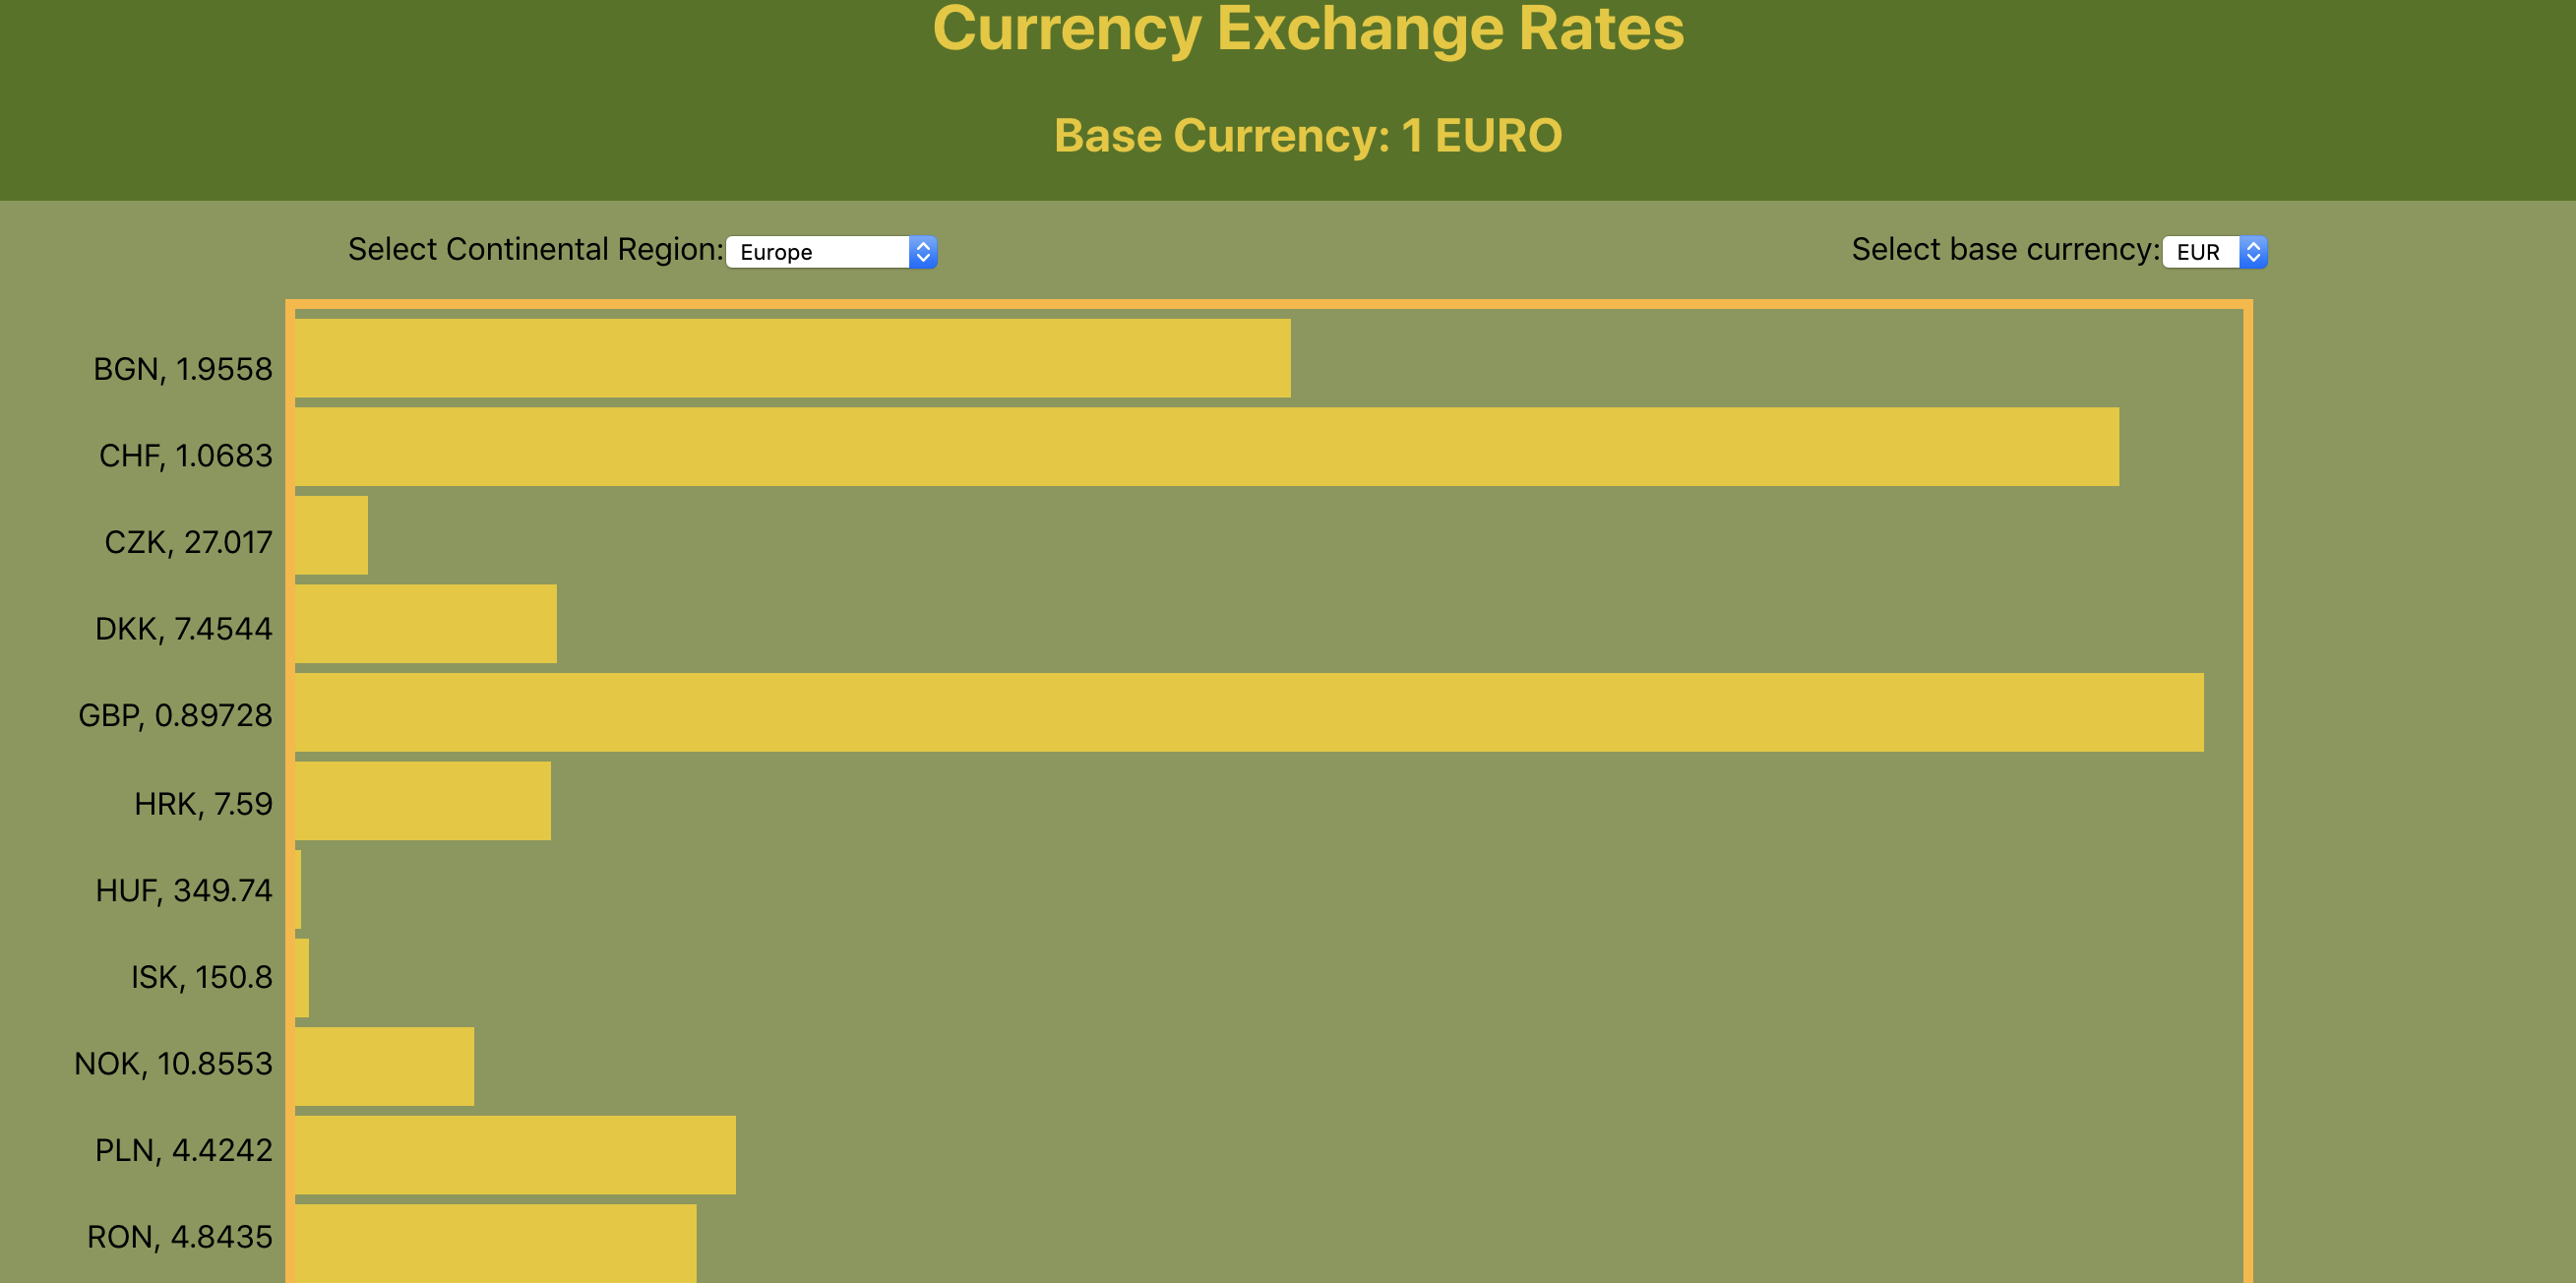 Currency Exchange Rates
Base Currency: 1 EURO
Select Continental Region: Europe
Select base currency: EUR
BGN, 1.9558
CHF, 1.0683
CZK, 27.017
DKK, 7.4544
GBP, 0.89728
HRK, 7.59
HUF, 349.74
ISK, 150.8
NOK, 10.8553
PLN, 4.4242
RON, 4.8435